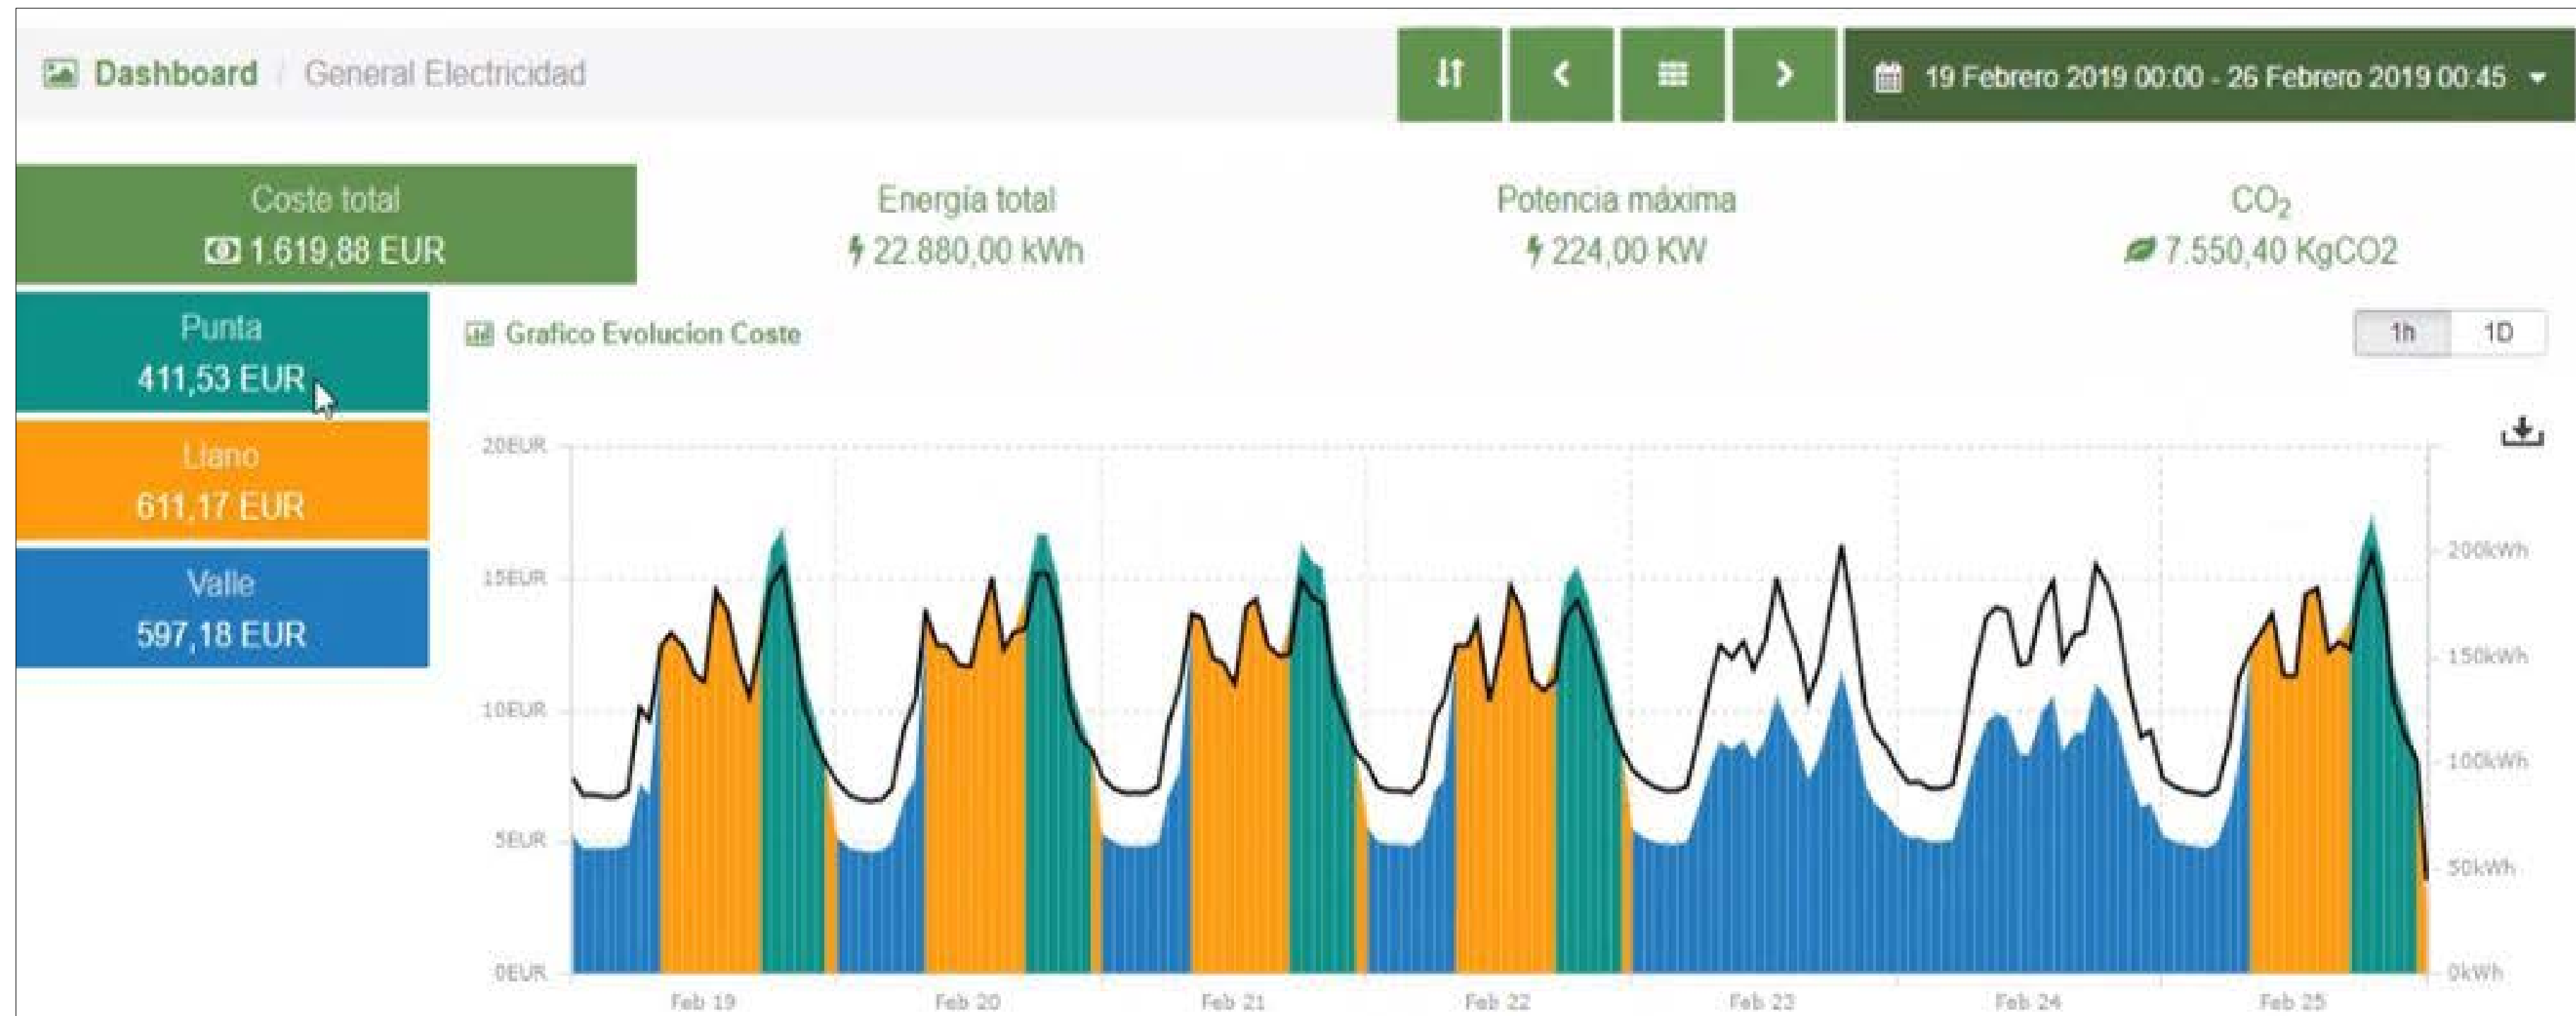 Dashboard / General Electricidad
19 Febrero 2019 00:00 - 26 Febrero 2019 00:45
Coste total
1.619,88 EUR
Energía total
22.880,00 kWh
Potencia máxima
224,00 KW
CO2
7.550,40 KgCO2
Punta
411,53 EUR
Llano
611,17 EUR
Valle
597,18 EUR
Grafico Evolucion Coste
1h
1D
20EUR
15EUR
10EUR
5EUR
0EUR
200kWh
150kWh
100kWh
50kWh
0kWh
Feb 19
Feb 20
Feb 21
Feb 22
Feb 23
Feb 24
Feb 25